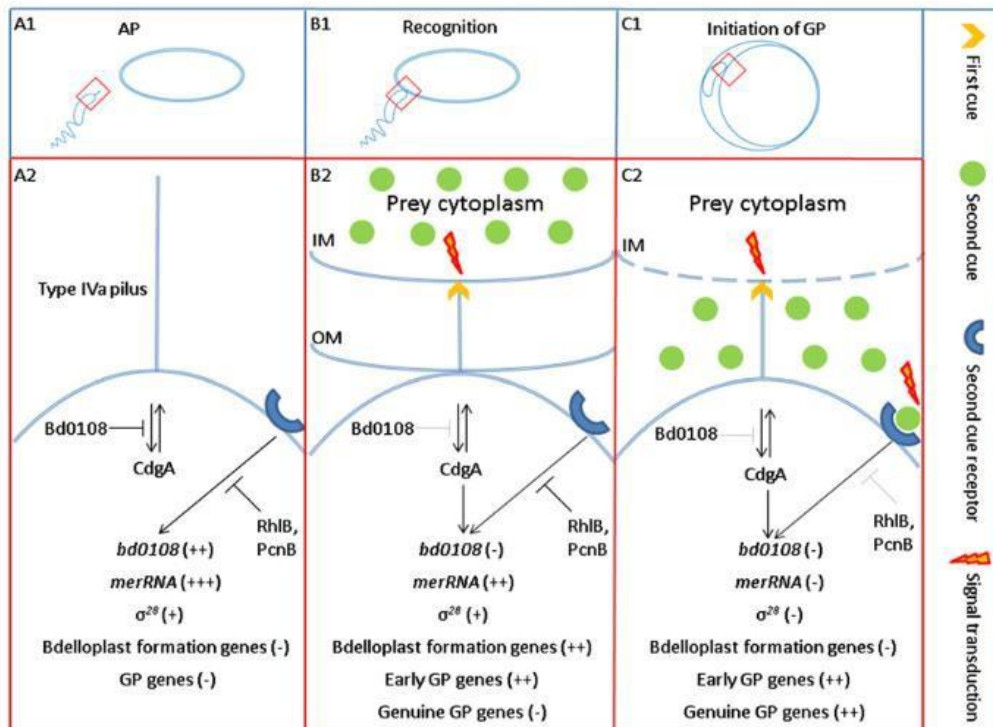 A1
AP
B1
Recognition
C1
Initiation of GP
A2
Type IVa pilus
Bd0108
CdgA
RhlB,
PcnB
bd0108 (++)
merRNA (+++)
σ²⁸ (+)
Bdelloplast formation genes (-)
GP genes (-)
B2
Prey cytoplasm
IM
OM
Bd0108
CdgA
RhlB,
PcnB
bd0108 (-)
merRNA (++)
σ²⁸ (+)
Bdelloplast formation genes (++)
Early GP genes (++)
Genuine GP genes (-)
C2
Prey cytoplasm
IM
Bd0108
CdgA
RhlB,
PcnB
bd0108 (-)
merRNA (-)
σ²⁸ (-)
Bdelloplast formation genes (-)
Early GP genes (++)
Genuine GP genes (++)
First cue
Second cue
Second cue receptor
Signal transduction